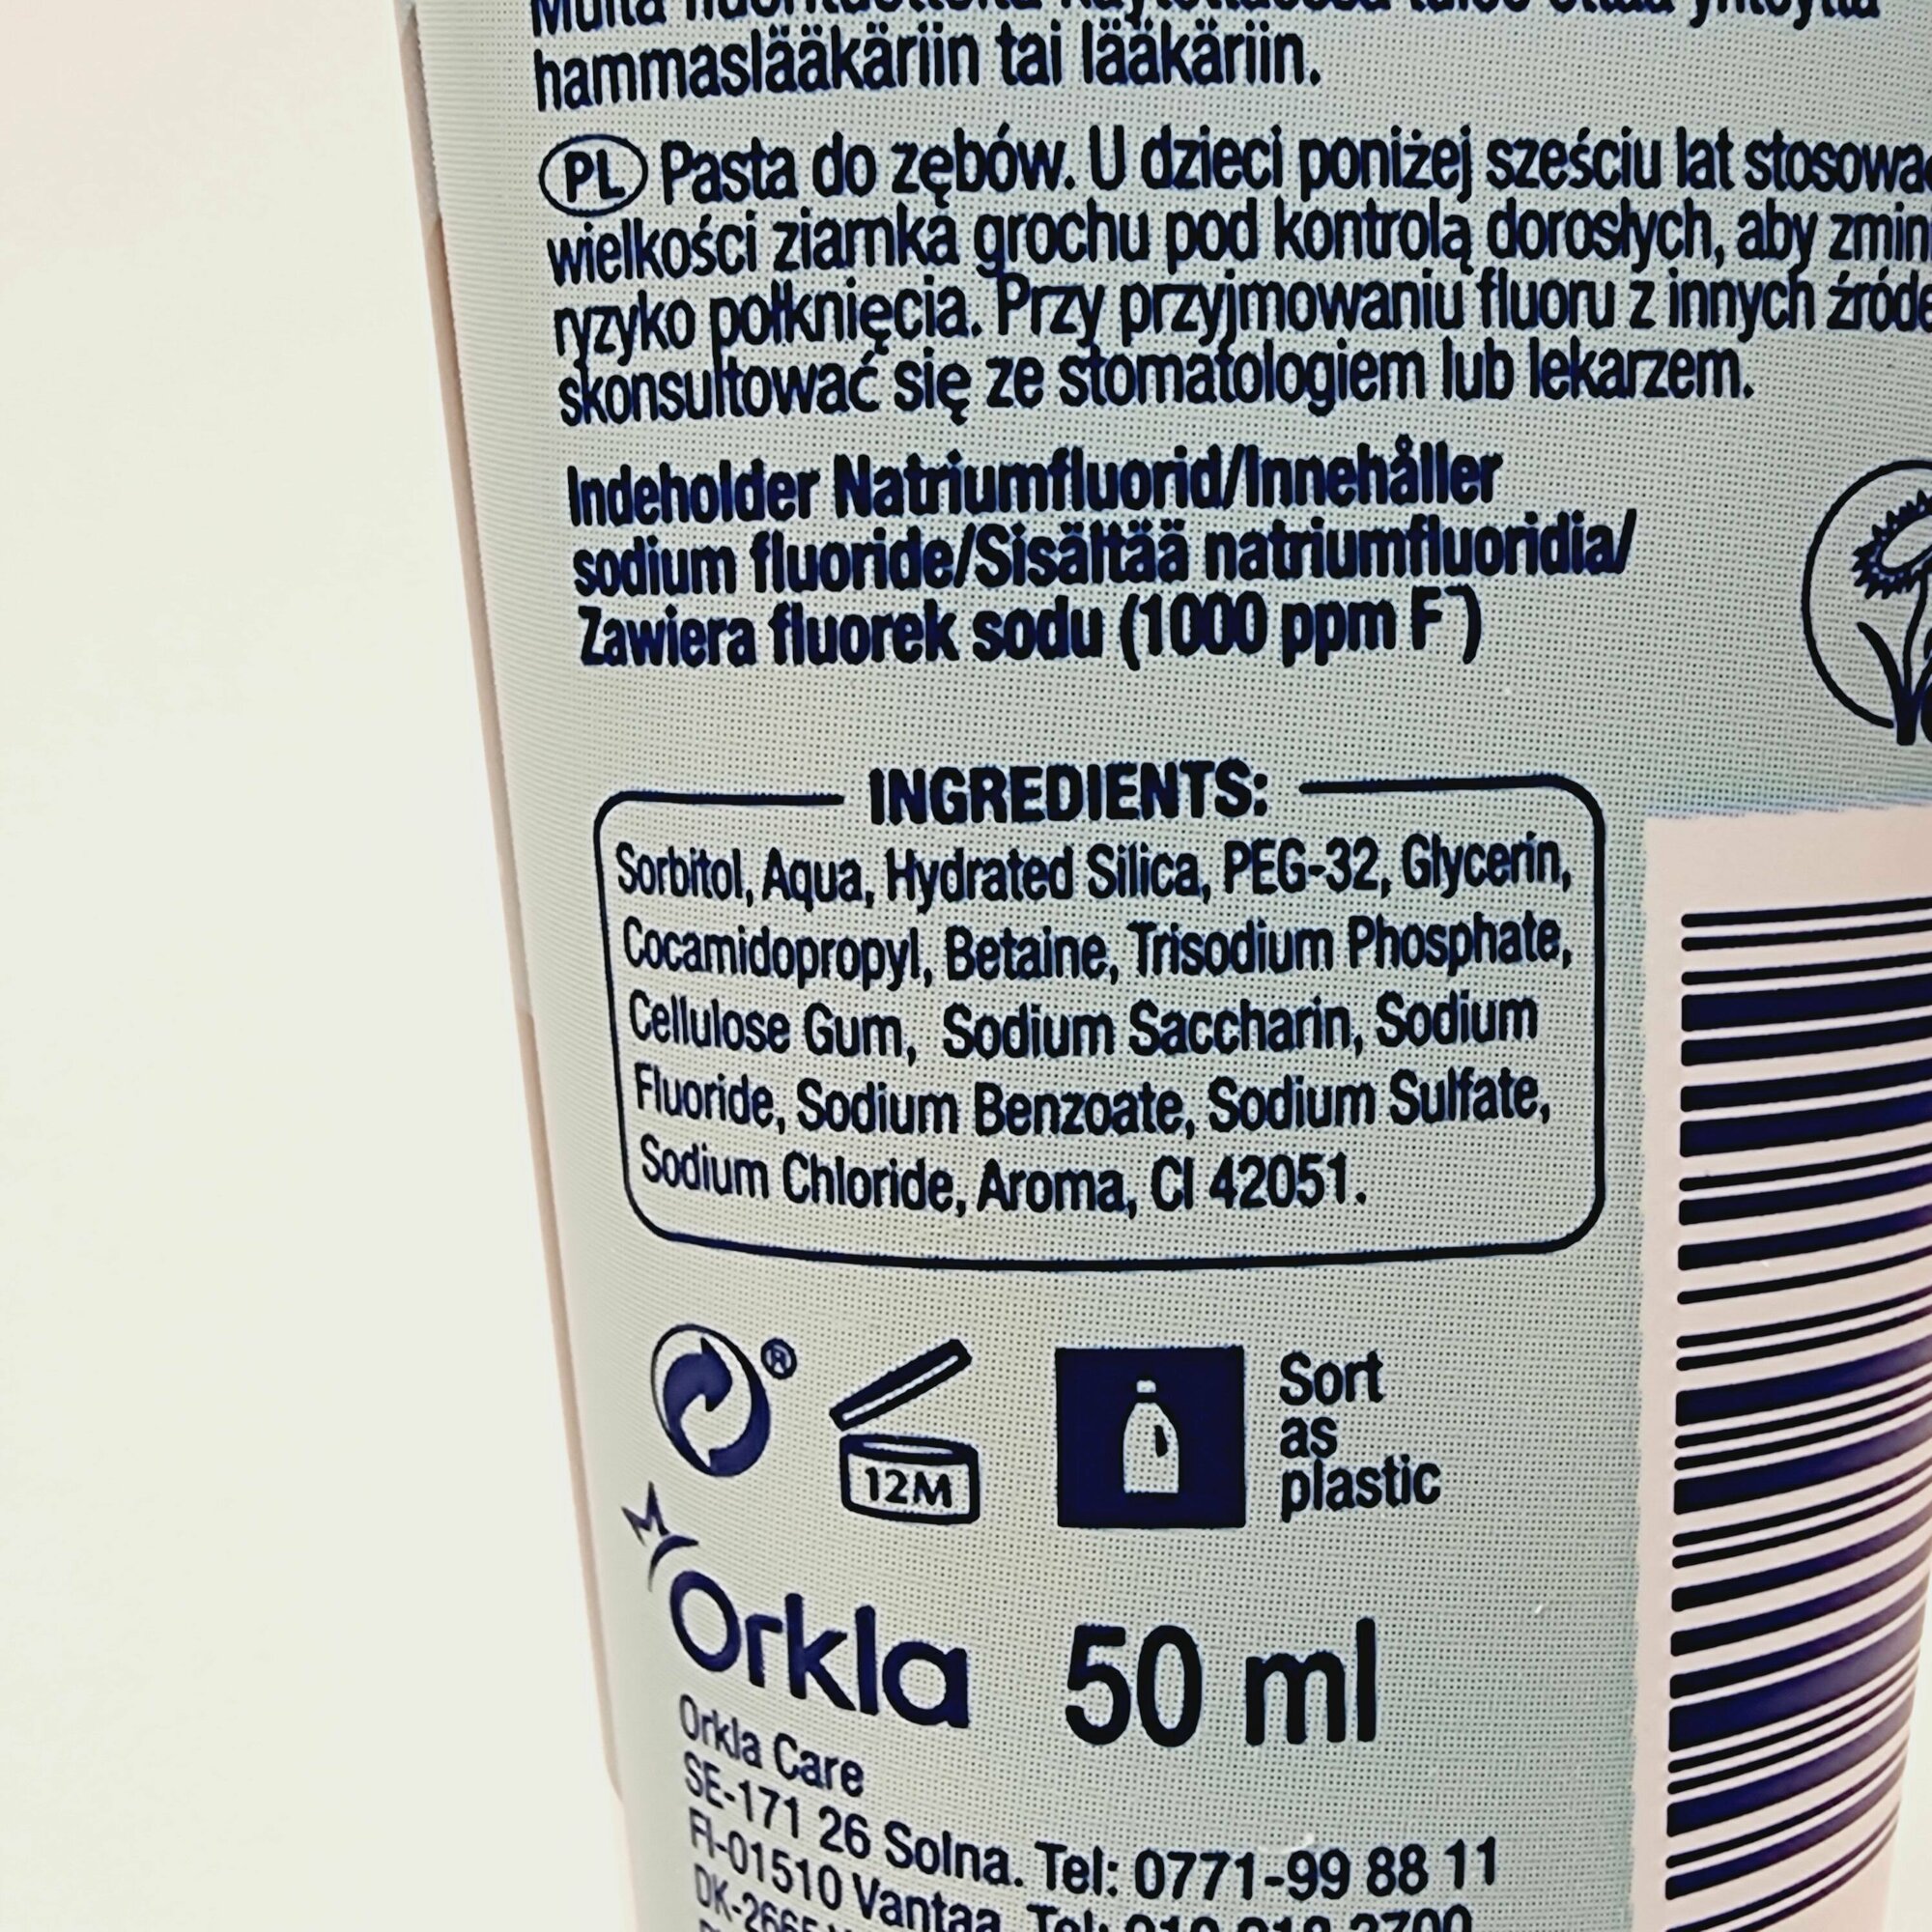 hammaslääkäriin tai lääkäriin.
PL Pasta do zębów. U dzieci poniżej sześciu lat
wielkości ziarnka grochu pod kontrolą dorosłych, aby
ryzyko połknięcia. Przy przyjmowaniu fluoru z innych
skonsultować się ze stomatologiem lub lekarzem.
Indeholder Natriumfluorid/Innehåller
sodium fluoride/Sisältää natriumfluoridia/
Zawiera fluorek sodu (1000 ppm F⁻)
INGREDIENTS:
Sorbitol, Aqua, Hydrated Silica, PEG-32, Glycerin,
Cocamidopropyl, Betaine, Trisodium Phosphate,
Cellulose Gum, Sodium Saccharin, Sodium
Fluoride, Sodium Benzoate, Sodium Sulfate,
Sodium Chloride, Aroma, CI 42051.
®
12M
Sort
as
plastic
Orkla
50 ml
Orkla Care
SE-171 26 Solna. Tel: 0771-99 88 11
FI-01510 Vantaa. Tel: